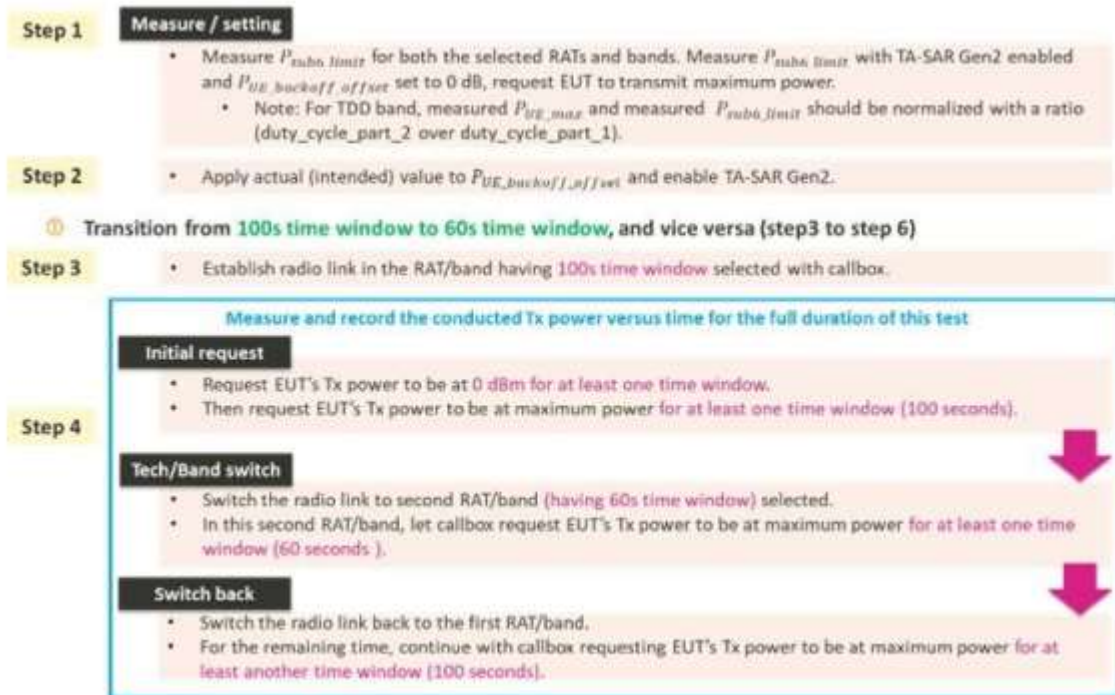 Step 1
Measure / setting
• Measure P_sub6_limit for both the selected RATs and bands. Measure P_sub6_limit with TA-SAR Gen2 enabled
and P_UE_backoff_offset set to 0 dB, request EUT to transmit maximum power.
• Note: For TDD band, measured P_UE_max and measured P_sub6_limit should be normalized with a ratio
(duty_cycle_part_2 over duty_cycle_part_1).
Step 2
• Apply actual (intended) value to P_UE_backoff_offset and enable TA-SAR Gen2.
① Transition from 100s time window to 60s time window, and vice versa (step3 to step 6)
Step 3
• Establish radio link in the RAT/band having 100s time window selected with callbox.
Measure and record the conducted Tx power versus time for the full duration of this test
Step 4
Initial request
• Request EUT's Tx power to be at 0 dBm for at least one time window.
• Then request EUT's Tx power to be at maximum power for at least one time window (100 seconds).
Tech/Band switch
• Switch the radio link to second RAT/band (having 60s time window) selected.
• In this second RAT/band, let callbox request EUT's Tx power to be at maximum power for at least one time
window (60 seconds ).
Switch back
• Switch the radio link back to the first RAT/band.
• For the remaining time, continue with callbox requesting EUT's Tx power to be at maximum power for at
least another time window (100 seconds).